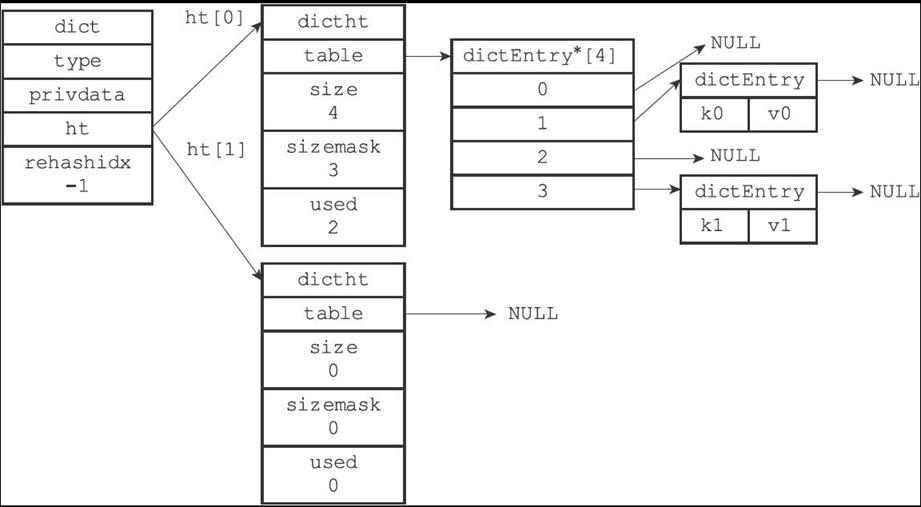 dict
type
privdata
ht
rehashidx
-1
ht[0]
ht[1]
dictht
table
size
4
sizemask
3
used
2
dictEntry*[4]
0
1
2
3
NULL
dictEntry
k0 v0
NULL
NULL
dictEntry
k1 v1
NULL
dictht
table
size
0
sizemask
0
used
0
NULL